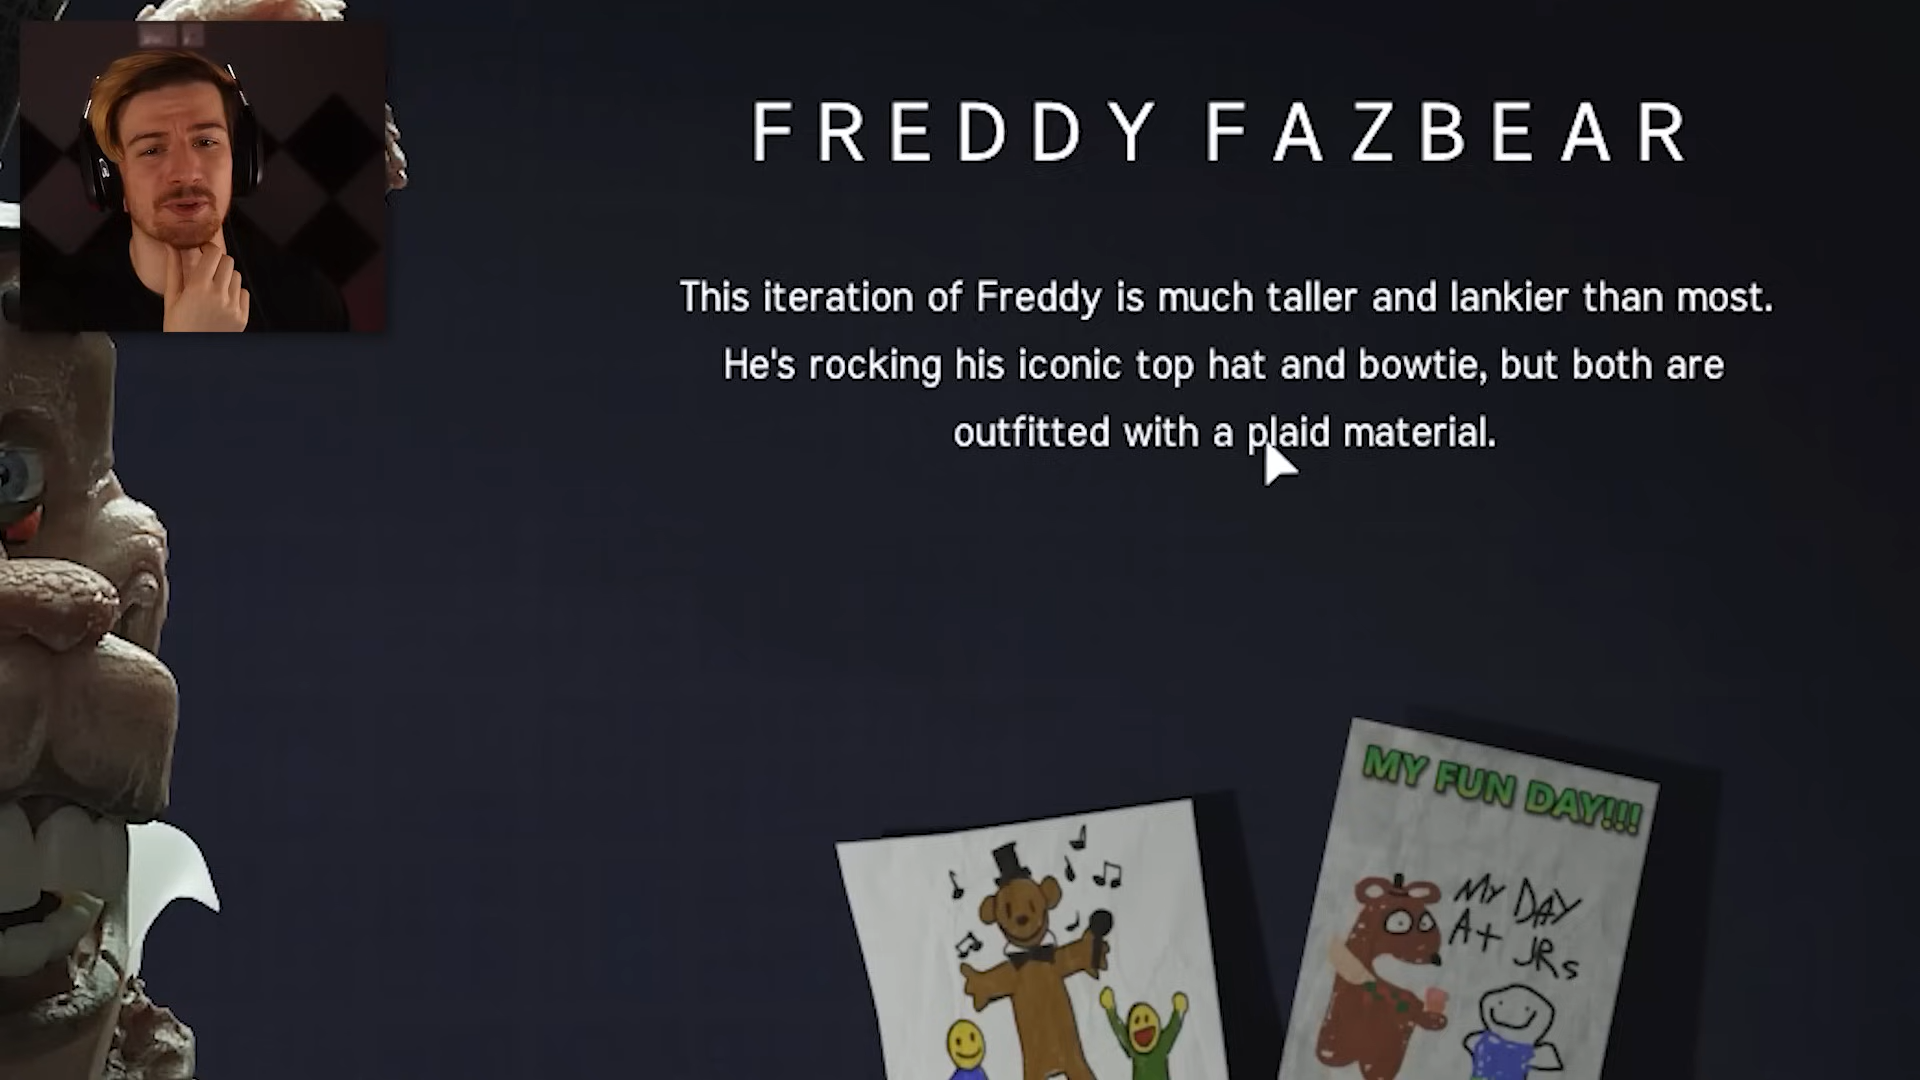 FREDDY FAZBEAR
This iteration of Freddy is much taller and lankier than most.
He's rocking his iconic top hat and bowtie, but both are
outfitted with a plaid material.
MY FUN DAY!!!
MY DAY
A+ JRs